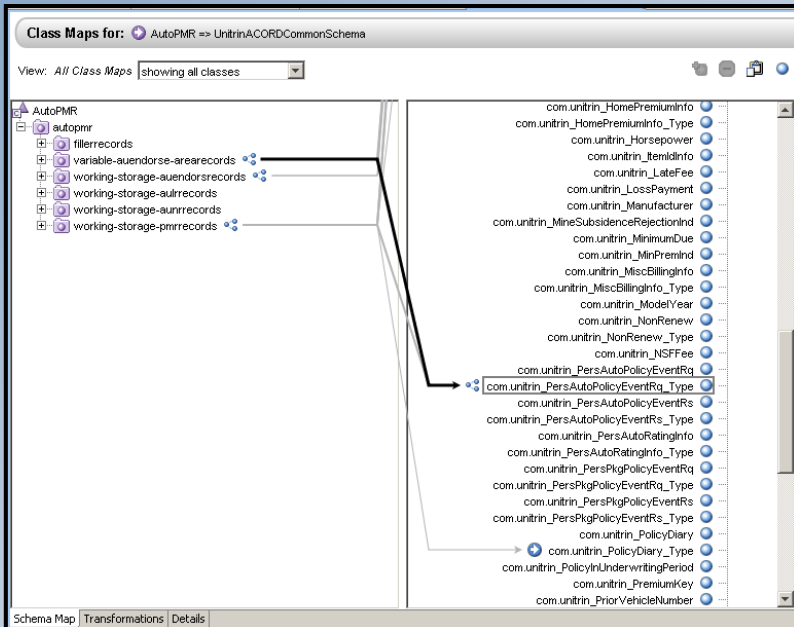 Class Maps for: AutoPMR => UnitrinACORDCommonSchema
View: All Class Maps showing all classes
AutoPMR
autopmr
fillerrecords
variable-auendorse-arearecords
working-storage-auendorsrecords
working-storage-aulrrecords
working-storage-aunrrecords
working-storage-pmrrecords
com.unitrin_HomePremiumInfo
com.unitrin_HomePremiumInfo_Type
com.unitrin_Horsepower
com.unitrin_ItemIdInfo
com.unitrin_LateFee
com.unitrin_LossPayment
com.unitrin_Manufacturer
com.unitrin_MineSubsidenceRejectionInd
com.unitrin_MinimumDue
com.unitrin_MinPremInd
com.unitrin_MiscBillingInfo
com.unitrin_MiscBillingInfo_Type
com.unitrin_ModelYear
com.unitrin_NonRenew
com.unitrin_NonRenew_Type
com.unitrin_NSFFee
com.unitrin_PersAutoPolicyEventRq
com.unitrin_PersAutoPolicyEventRq_Type
com.unitrin_PersAutoPolicyEventRs
com.unitrin_PersAutoPolicyEventRs_Type
com.unitrin_PersAutoRatingInfo
com.unitrin_PersAutoRatingInfo_Type
com.unitrin_PersPkgPolicyEventRq
com.unitrin_PersPkgPolicyEventRq_Type
com.unitrin_PersPkgPolicyEventRs
com.unitrin_PersPkgPolicyEventRs_Type
com.unitrin_PolicyDiary
com.unitrin_PolicyDiary_Type
com.unitrin_PolicyInUnderwritingPeriod
com.unitrin_PremiumKey
com.unitrin_PriorVehicleNumber
Schema Map Transformations Details